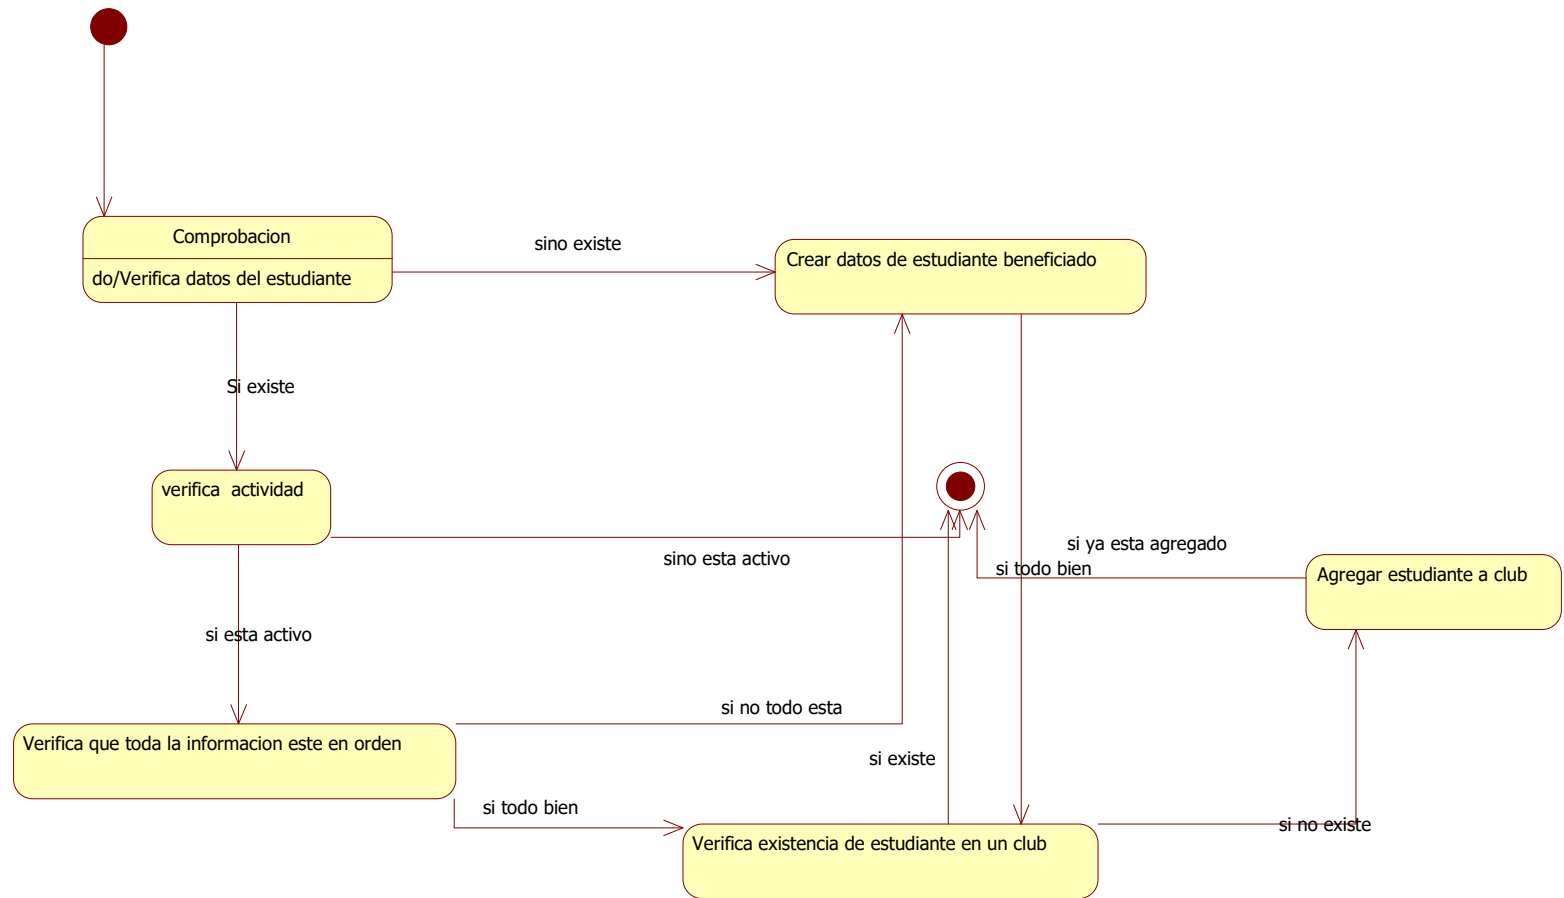 Comprobacion
do/Verifica datos del estudiante
sino existe
Crear datos de estudiante beneficiado
Si existe
verifica  actividad
sino esta activo
si ya esta agregado
si todo bien
Agregar estudiante a club
si esta activo
si no todo esta
Verifica que toda la informacion este en orden
si existe
si todo bien
si no existe
Verifica existencia de estudiante en un club